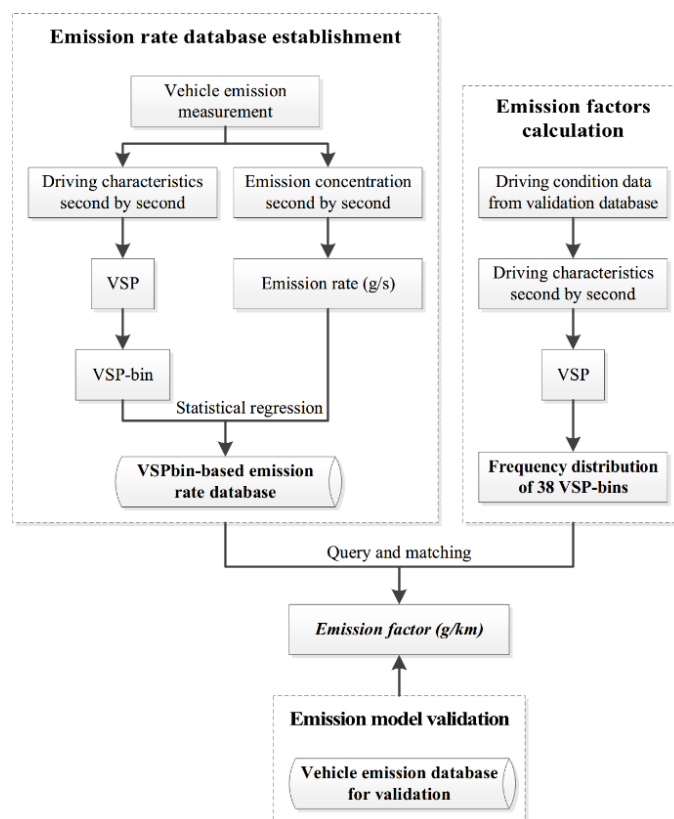 Emission rate database establishment
Vehicle emission
measurement
Driving characteristics
second by second
Emission concentration
second by second
VSP
Emission rate (g/s)
VSP-bin
Statistical regression
VSPbin-based emission
rate database
Emission factors
calculation
Driving condition data
from validation database
Driving characteristics
second by second
VSP
Frequency distribution
of 38 VSP-bins
Query and matching
Emission factor (g/km)
Emission model validation
Vehicle emission database
for validation